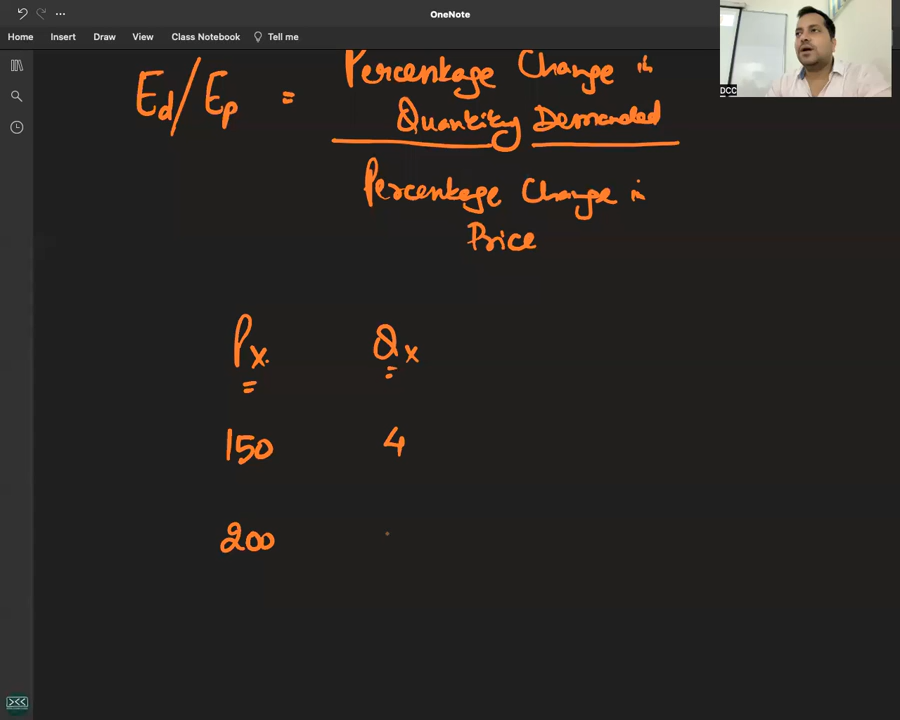 OneNote
Home Insert Draw View Class Notebook Tell me
DCC
Percentage Change in
Ed/Ep = Quantity Demanded
Percentage Change in
Price
Px Qx
150 4
200